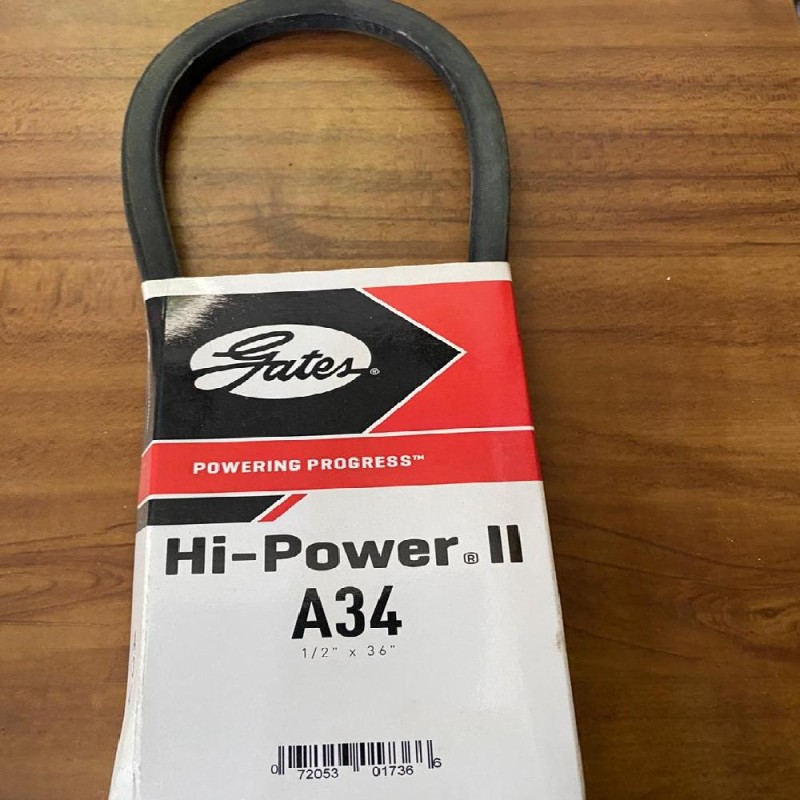 Gates®
POWERING PROGRESS™
Hi-Power® II
A34
1/2" x 36"
0 72053 01736 6